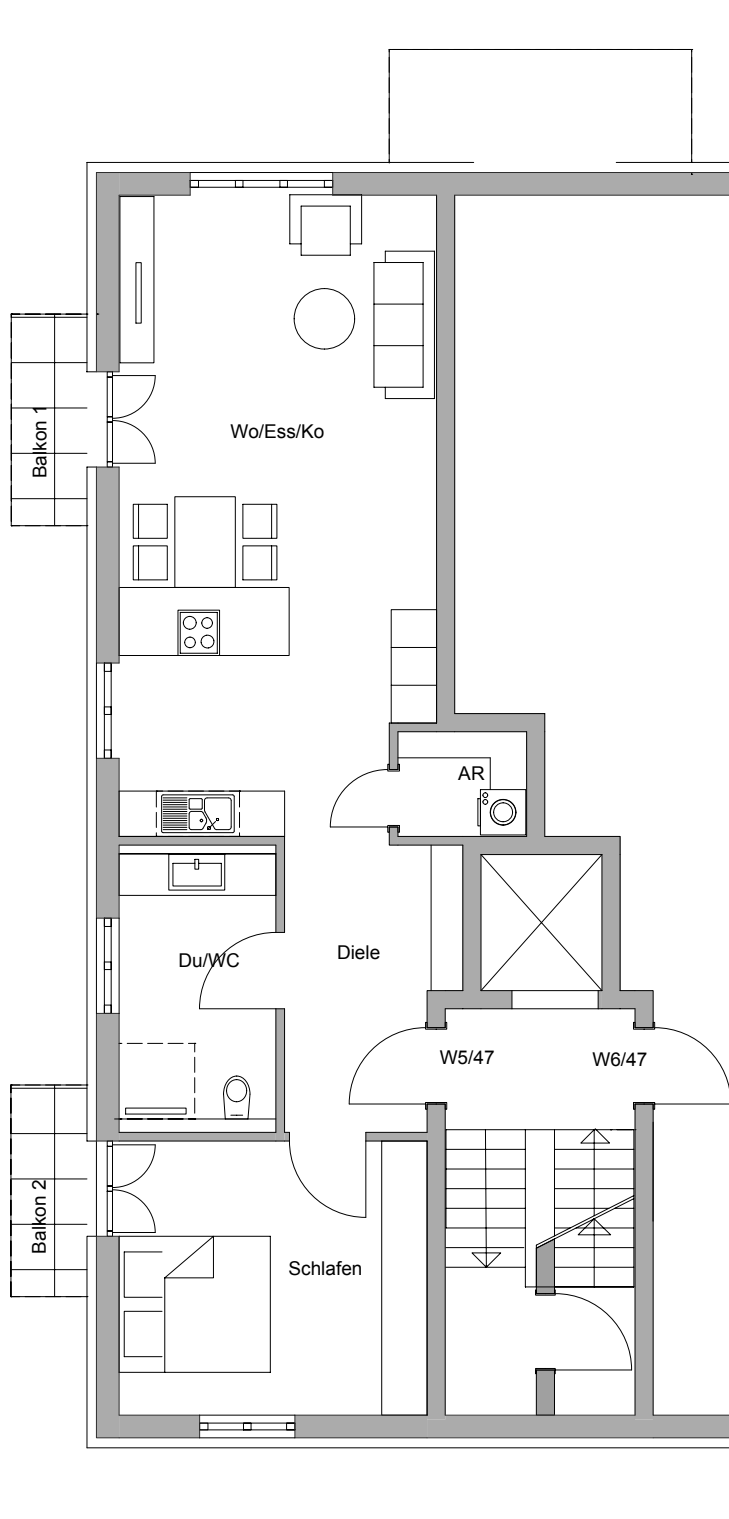 Balkon 1
Wo/Ess/Ko
AR
Du/WC
Diele
W5/47
W6/47
Balkon 2
Schlafen